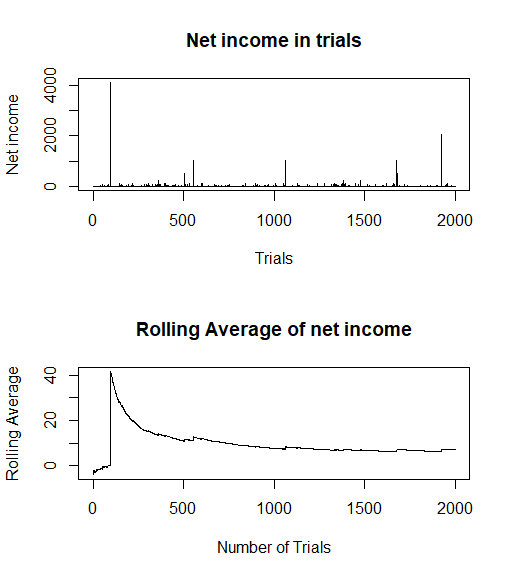 Net income in trials
Net income
0
2000
4000
0
500
1000
1500
2000
Trials
Rolling Average of net income
Rolling Average
0
20
40
0
500
1000
1500
2000
Number of Trials